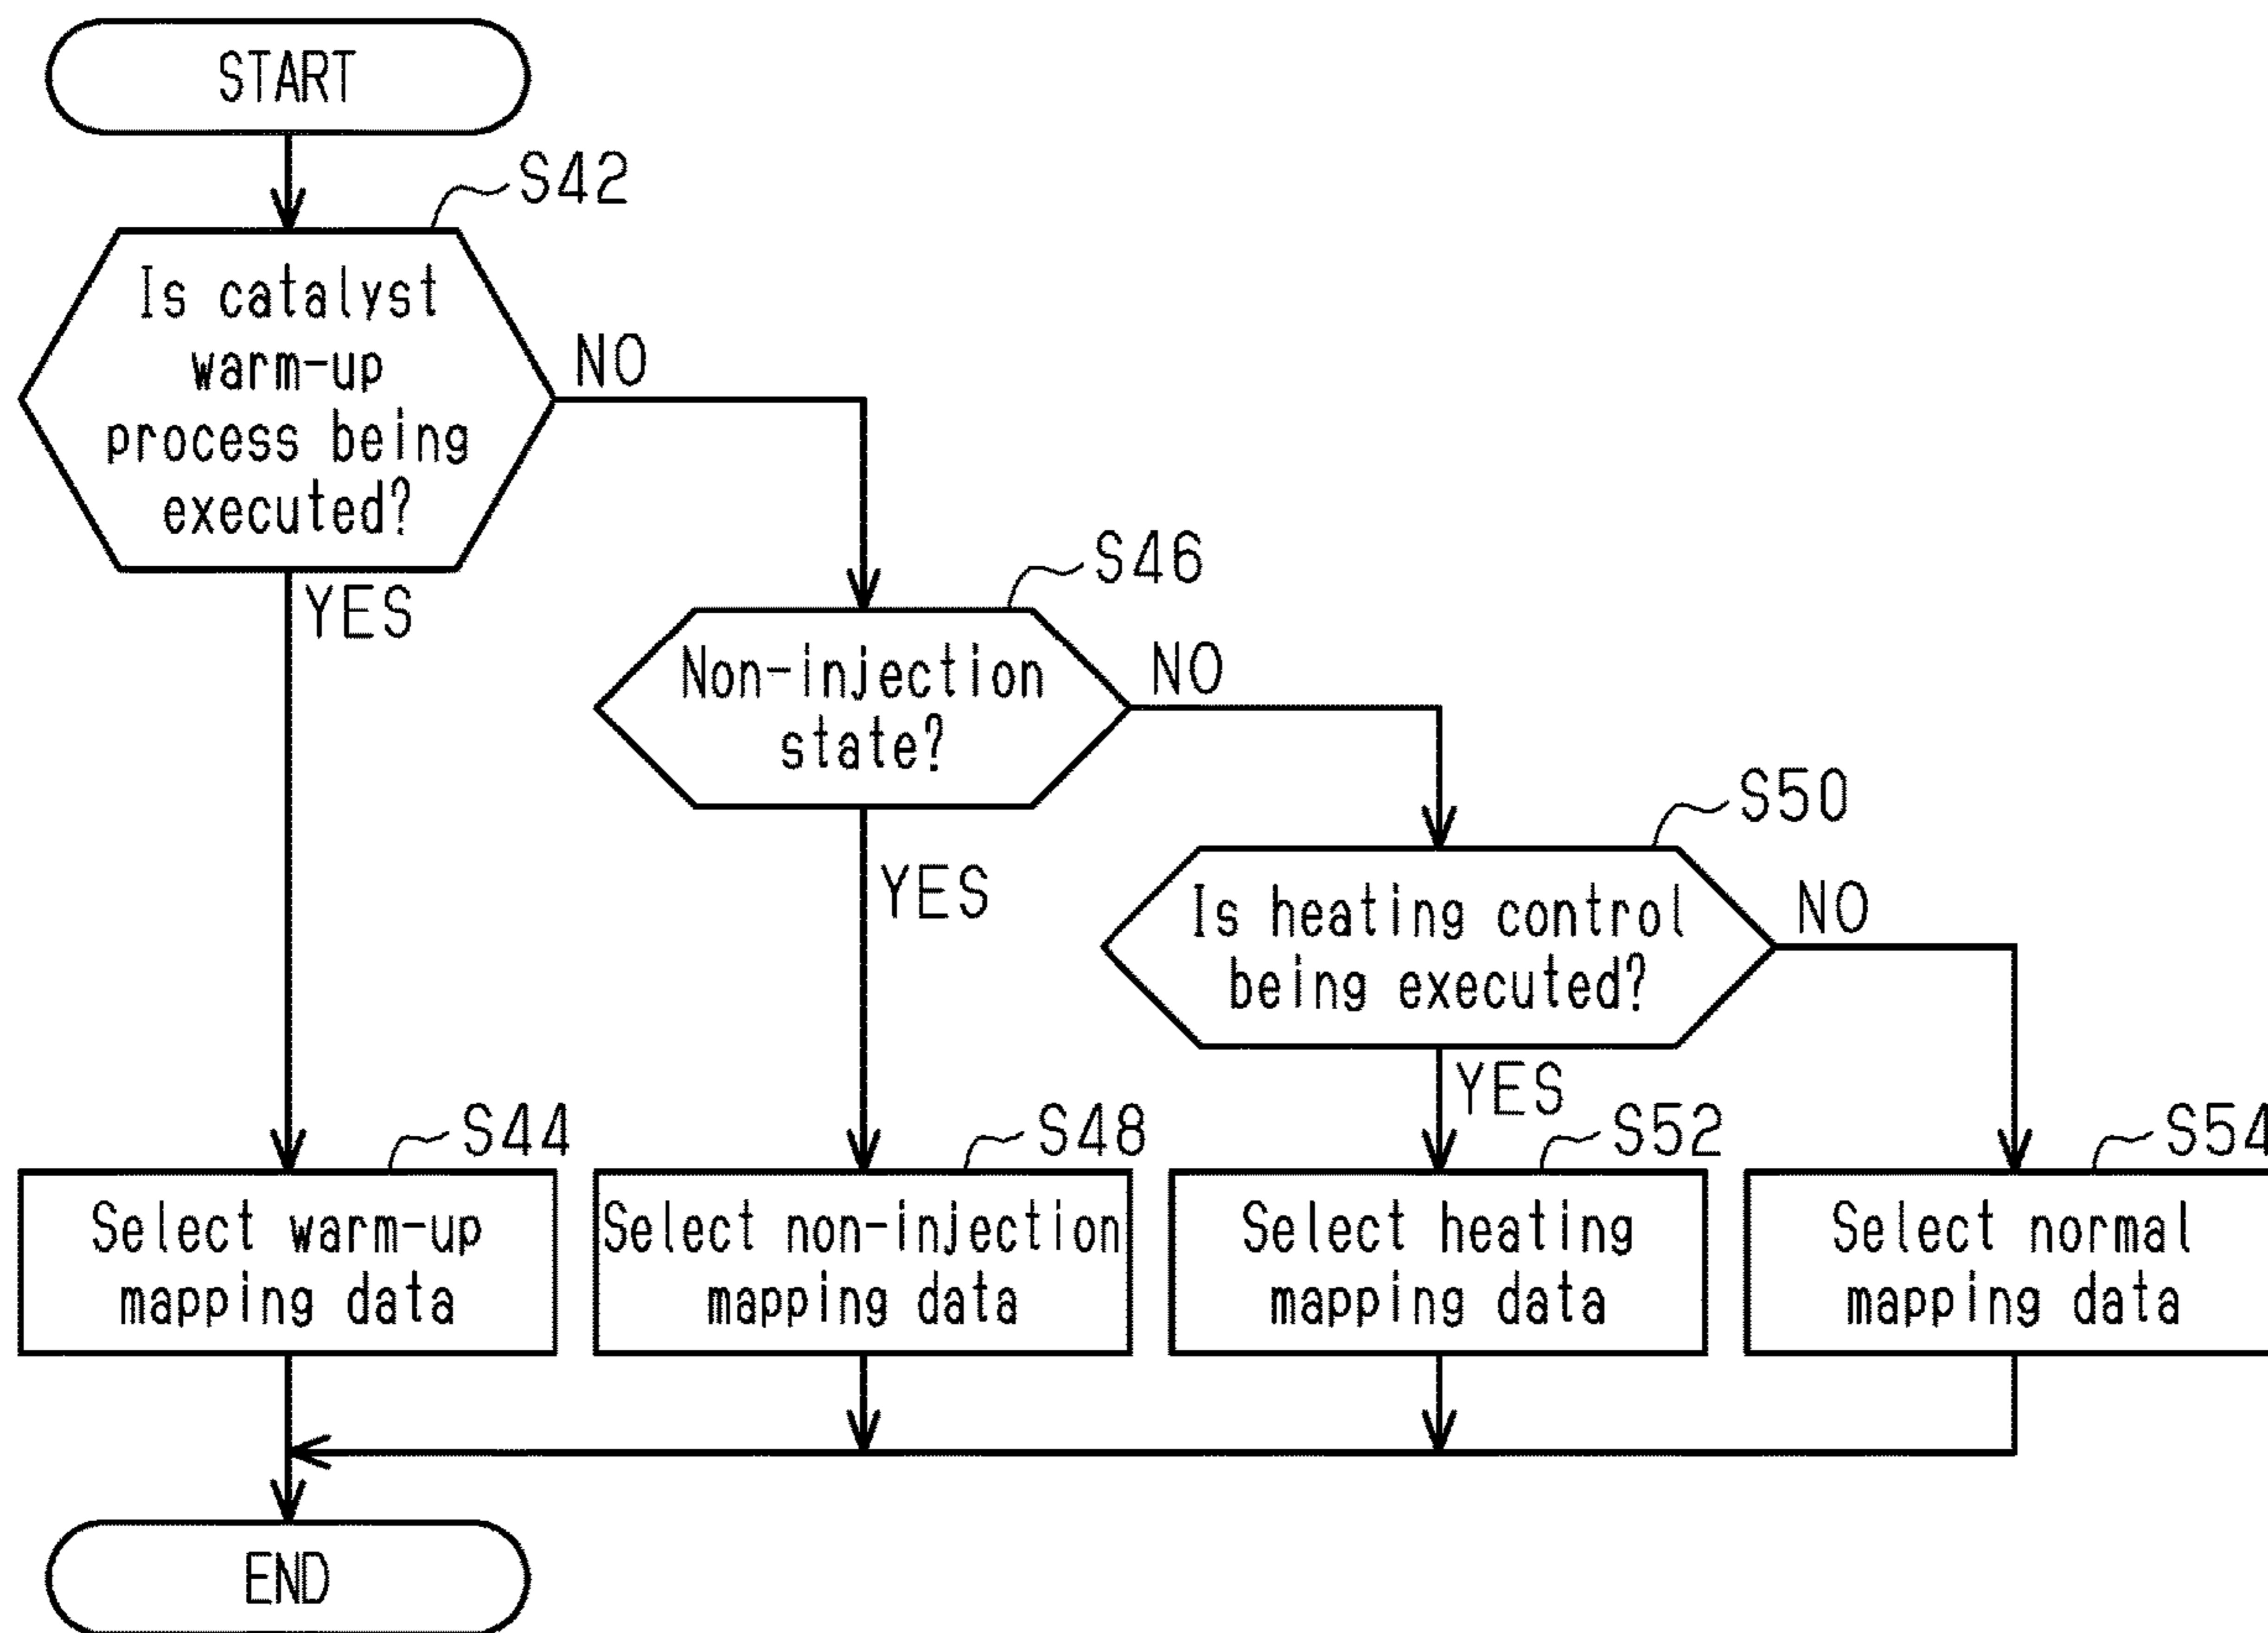 START
S42
Is catalyst
warm-up
process being
executed?
NO
YES
S46
Non-injection
state?
NO
YES
S50
Is heating control
being executed?
NO
YES
S44
Select warm-up
mapping data
S48
Select non-injection
mapping data
S52
Select heating
mapping data
S54
Select normal
mapping data
END